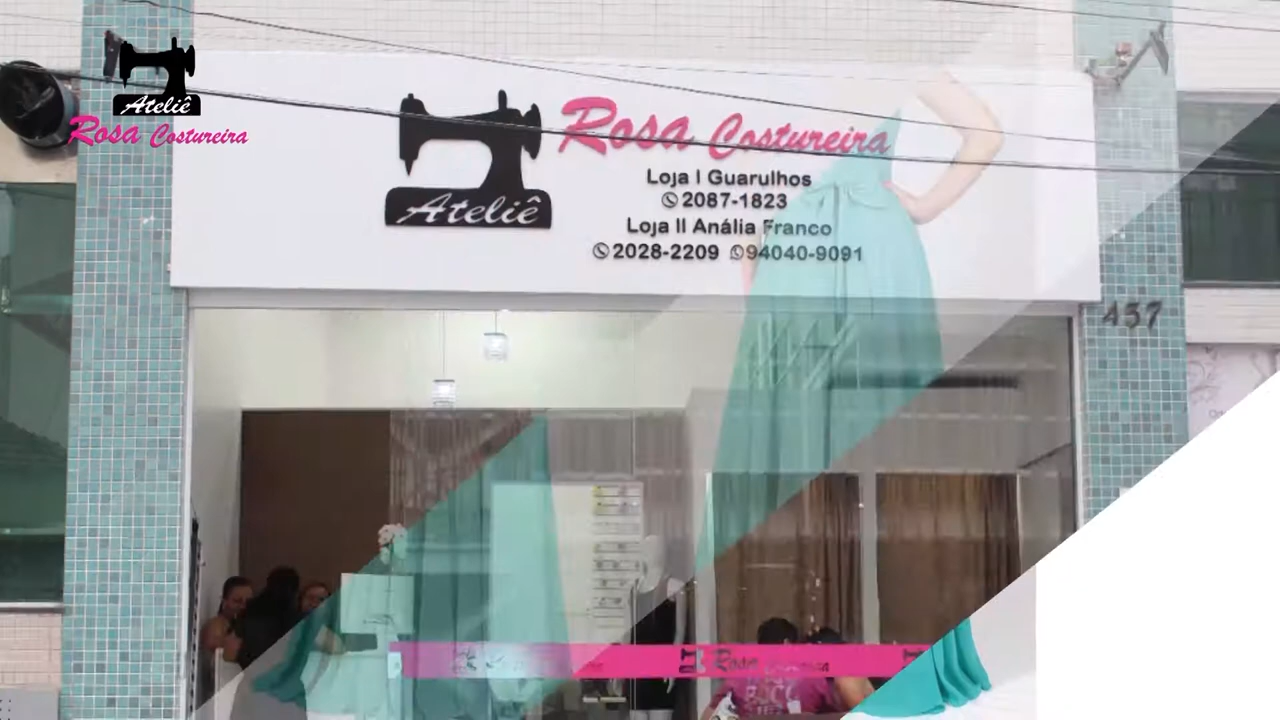 Ateliê
Rosa Costureira
Rosa Costureira
Ateliê
Loja I Guarulhos
2087-1823
Loja II Anália Franco
2028-2209 94040-9091
457
Rosa